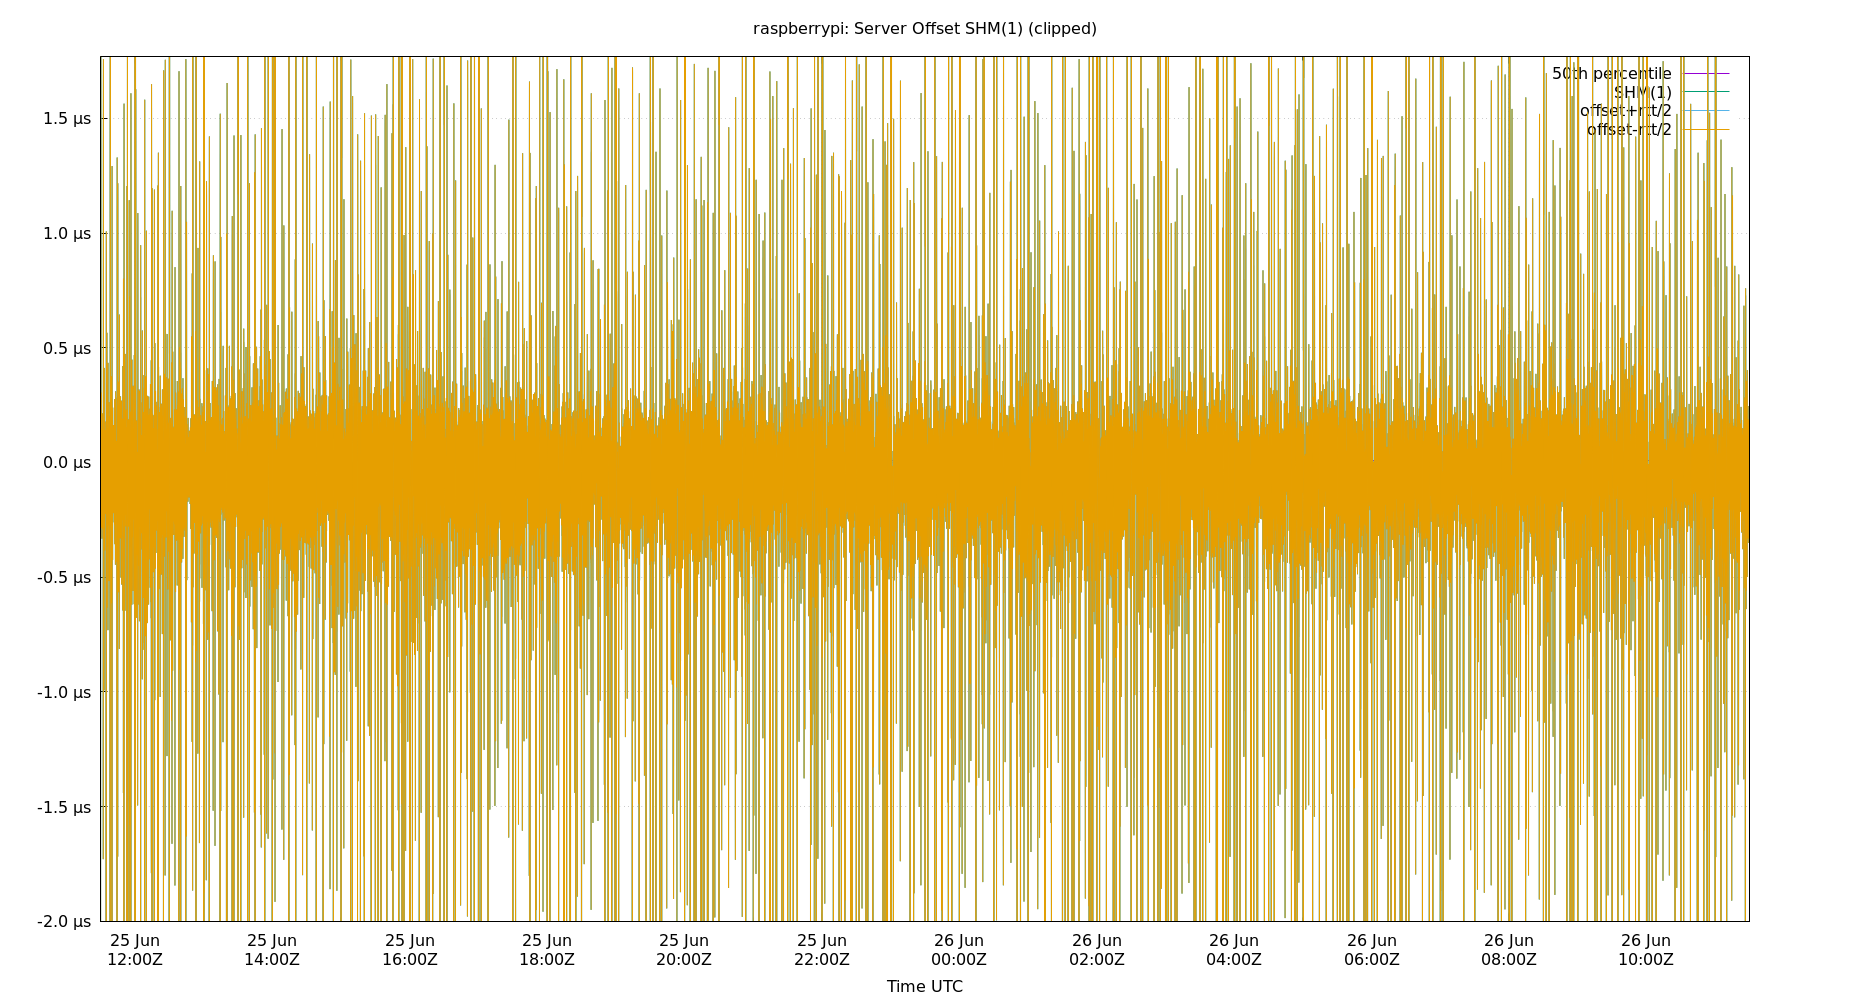 raspberrypi: Server Offset SHM(1) (clipped)
50th percentile
SHM(1)
offset+rtt/2
offset-rtt/2
1.5 µs
1.0 µs
0.5 µs
0.0 µs
-0.5 µs
-1.0 µs
-1.5 µs
-2.0 µs
25 Jun 25 Jun 25 Jun 25 Jun 25 Jun 25 Jun 26 Jun 26 Jun 26 Jun 26 Jun 26 Jun 26 Jun
12:00Z 14:00Z 16:00Z 18:00Z 20:00Z 22:00Z 00:00Z 02:00Z 04:00Z 06:00Z 08:00Z 10:00Z
Time UTC